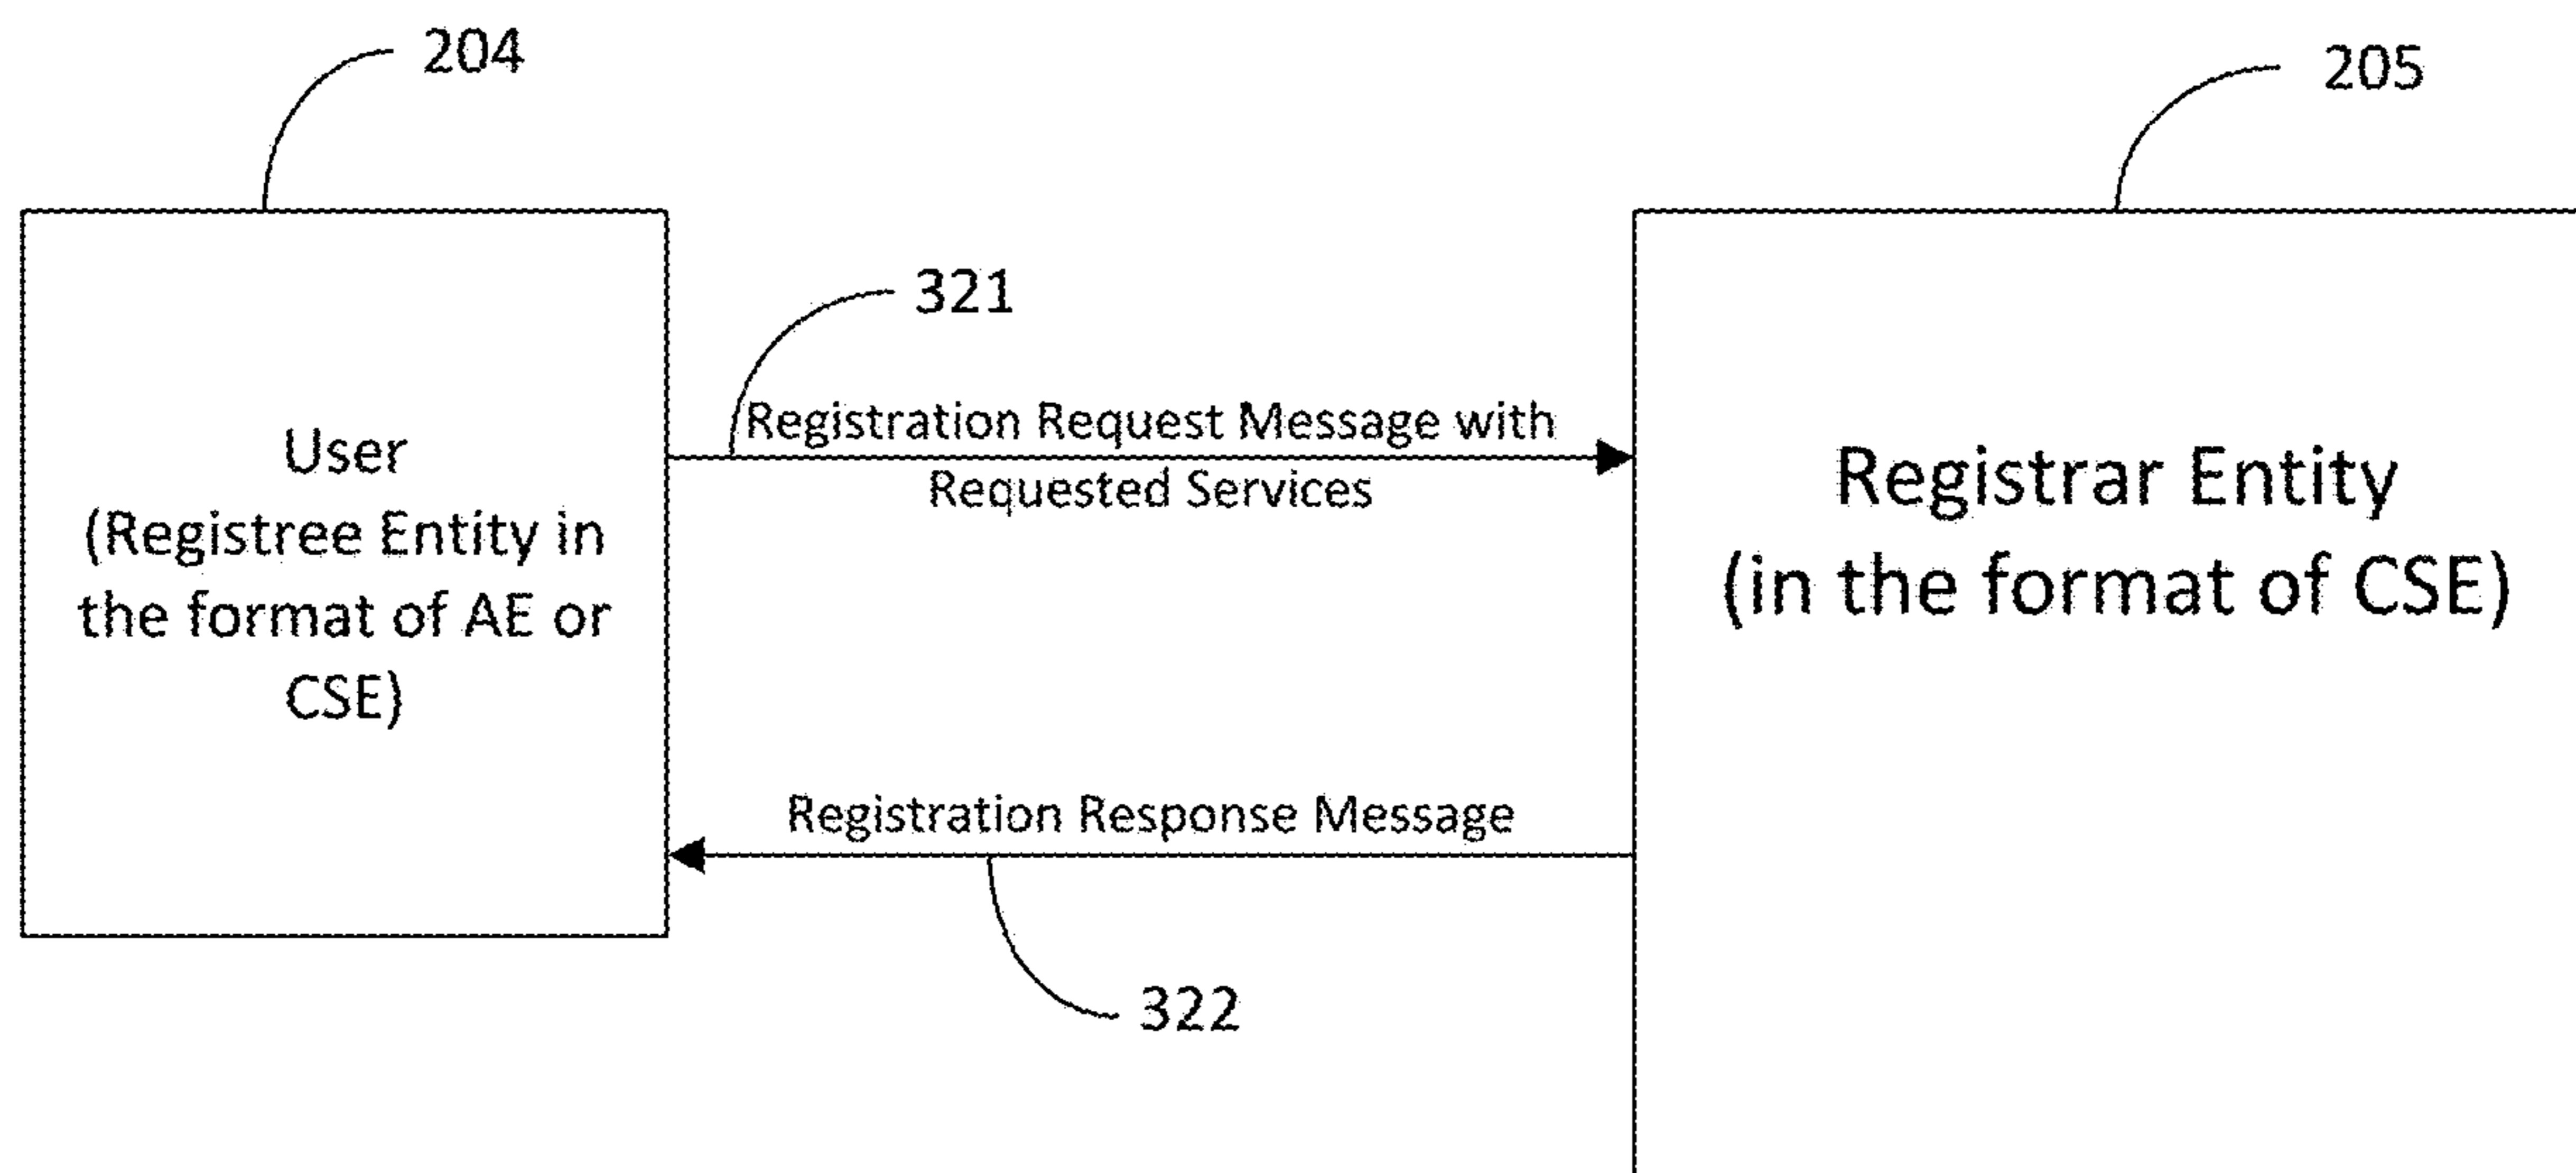 204
205
321
Registration Request Message with
Requested Services
User
(Registree Entity in
the format of AE or
CSE)
Registrar Entity
(in the format of CSE)
Registration Response Message
322